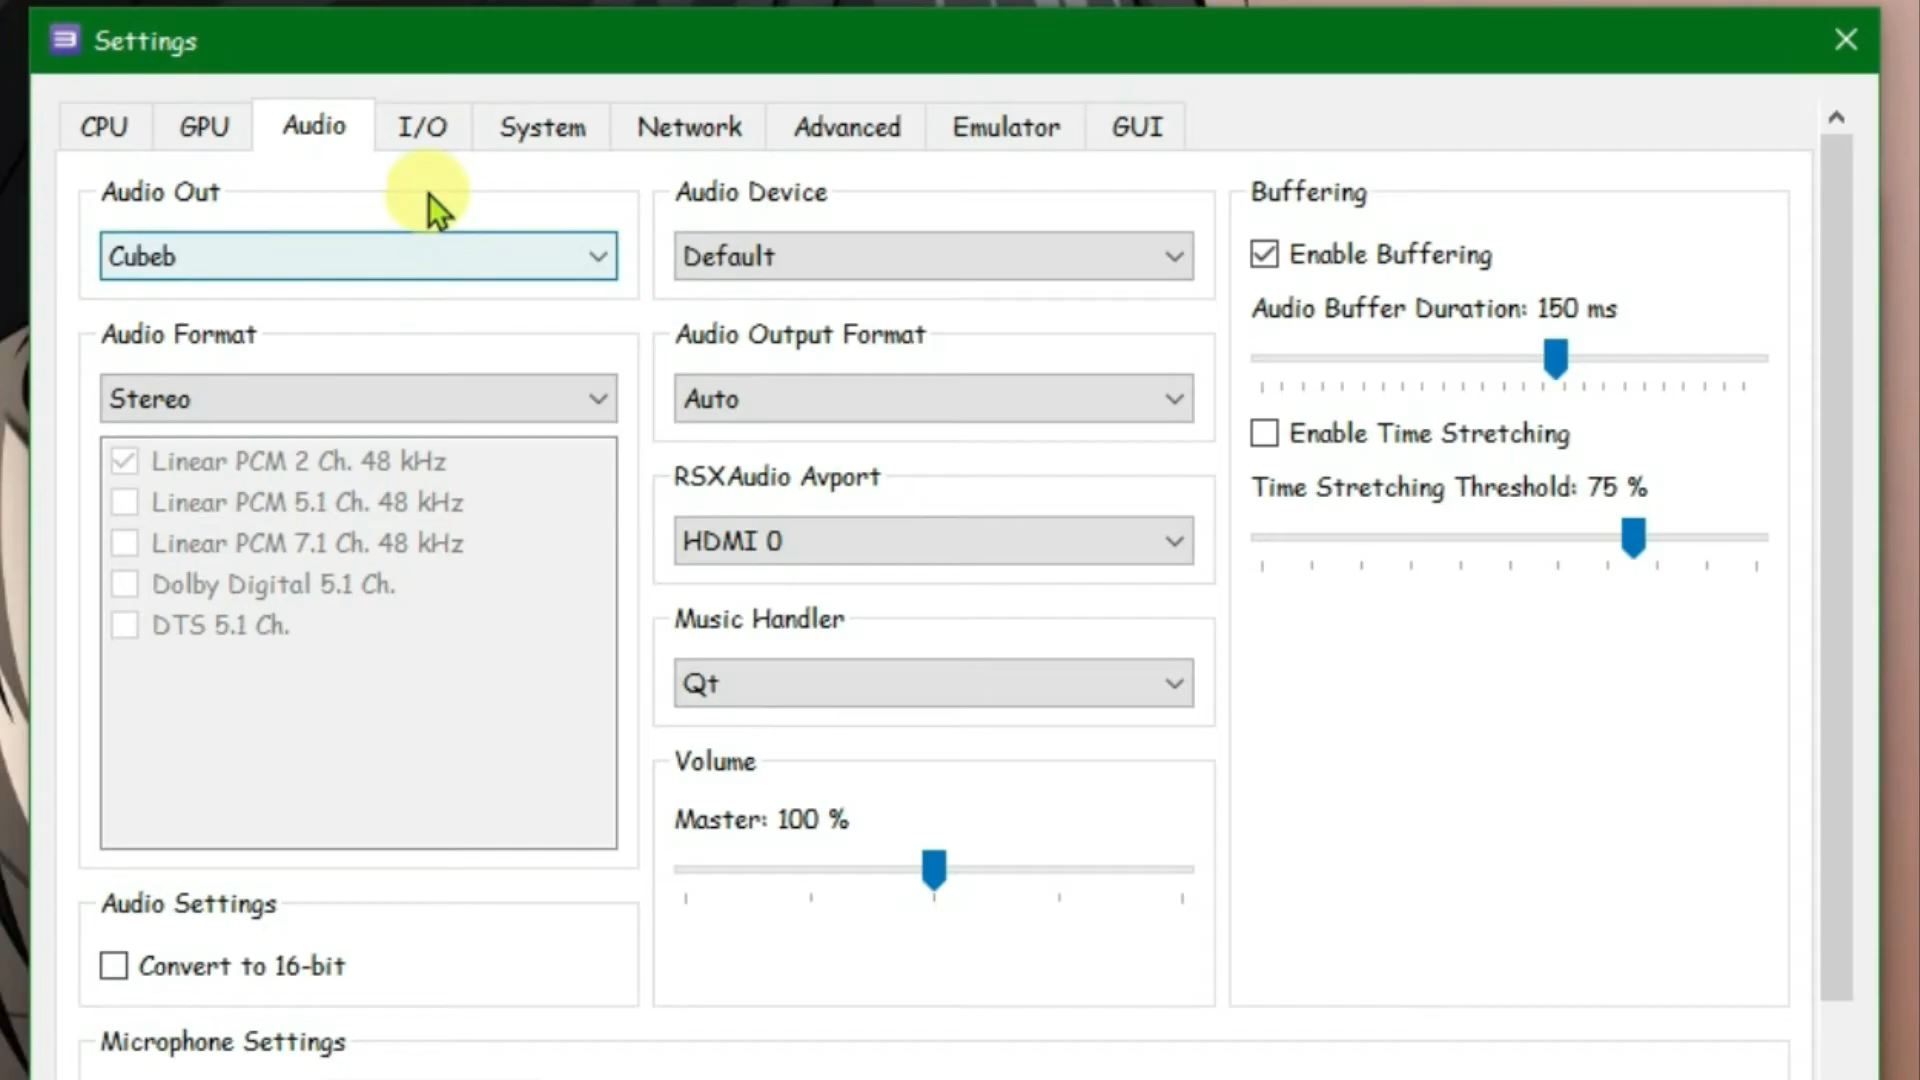 Settings
CPU
GPU
Audio
I/O
System
Network
Advanced
Emulator
GUI
Audio Out
Cubeb
Audio Format
Stereo
Linear PCM 2 Ch. 48 kHz
Linear PCM 5.1 Ch. 48 kHz
Linear PCM 7.1 Ch. 48 kHz
Dolby Digital 5.1 Ch.
DTS 5.1 Ch.
Audio Settings
Convert to 16-bit
Audio Device
Default
Audio Output Format
Auto
RSXAudio Avport
HDMI 0
Music Handler
Qt
Volume
Master: 100 %
Buffering
Enable Buffering
Audio Buffer Duration: 150 ms
Enable Time Stretching
Time Stretching Threshold: 75 %
Microphone Settings